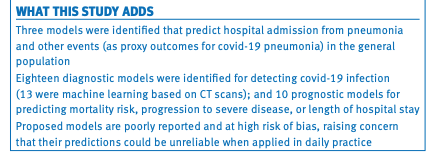 WHAT THIS STUDY ADDS
Three models were identified that predict hospital admission from pneumonia
and other events (as proxy outcomes for covid-19 pneumonia) in the general
population
Eighteen diagnostic models were identified for detecting covid-19 infection
(13 were machine learning based on CT scans); and 10 prognostic models for
predicting mortality risk, progression to severe disease, or length of hospital stay
Proposed models are poorly reported and at high risk of bias, raising concern
that their predictions could be unreliable when applied in daily practice